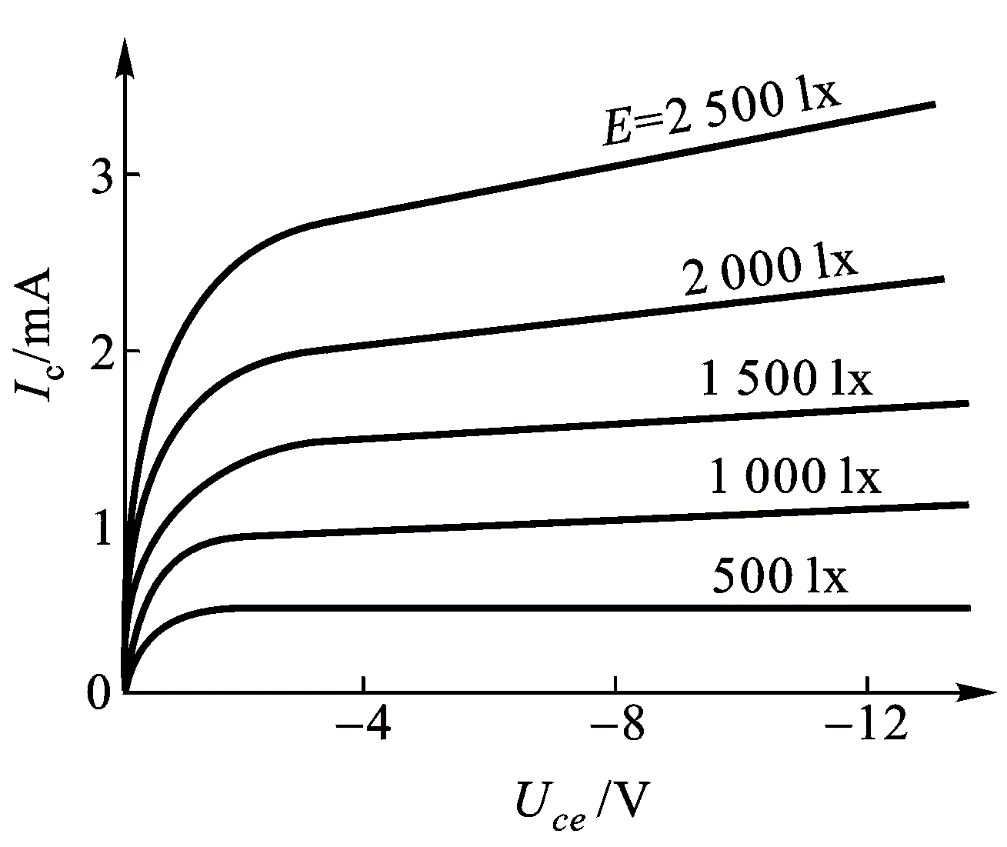 E=2 500 lx
3
2 000 lx
2
1 500 lx
1 000 lx
1
500 lx
0
−4
−8
−12
I_c/mA
U_ce/V